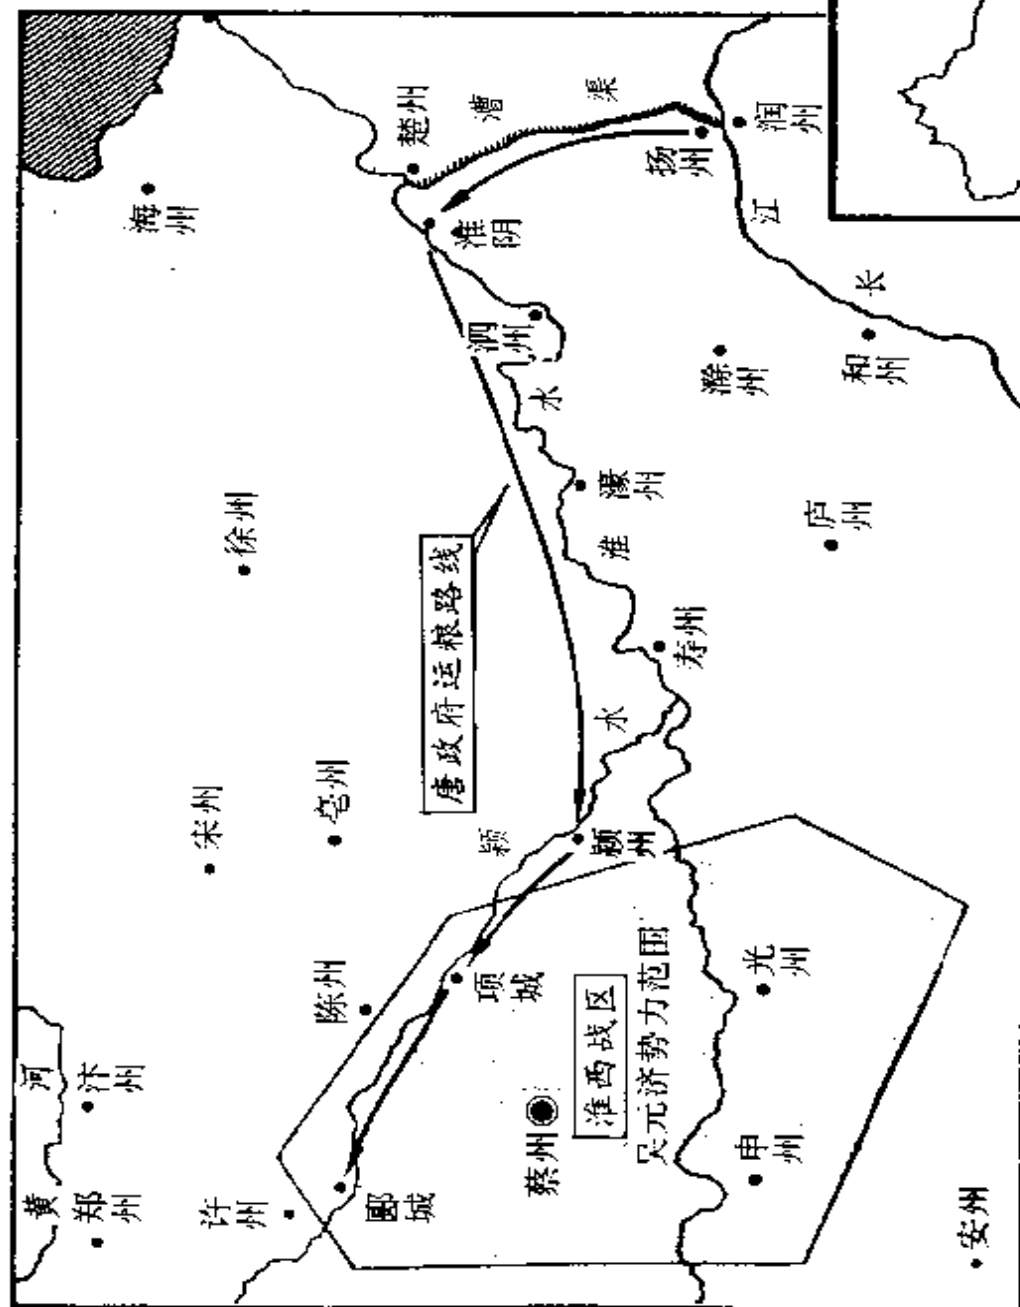 黄河
郑州
汴州
宋州
徐州
海州
许州
陈州
亳州
楚州
漕渠
郾城
项城
颍水
唐政府运粮路线
淮阴
泗州
蔡州
淮西战区
吴元济势力范围
颍州
淮水
濠州
寿州
扬州
润州
申州
光州
滁州
长江
庐州
和州
安州